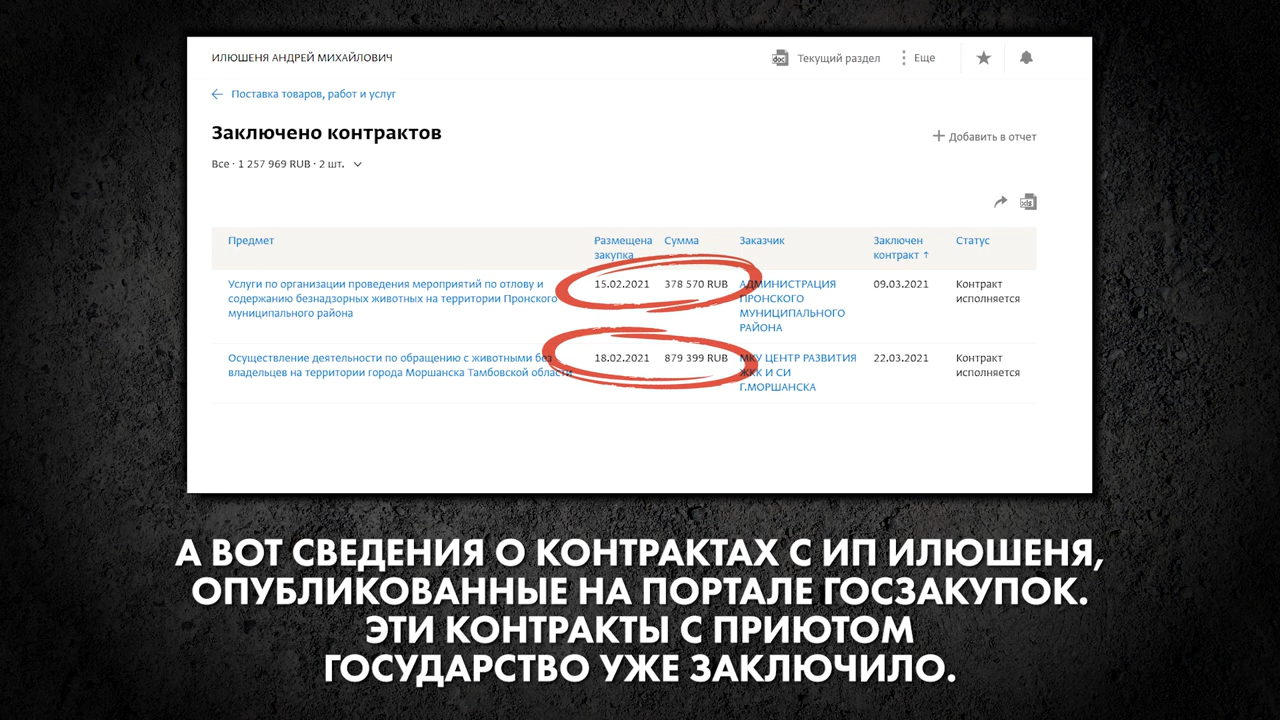 ИЛЮШЕНЯ АНДРЕЙ МИХАЙЛОВИЧ
doc Текущий раздел
Еще
Поставка товаров, работ и услуг
Заключено контрактов
Добавить в отчет
Все · 1 257 969 RUB · 2 шт.
xls
Предмет
Размещена закупка
Сумма
Заказчик
Заключен контракт ↑
Статус
Услуги по организации проведения мероприятий по отлову и
содержанию безнадзорных животных на территории Пронского
муниципального района
15.02.2021
378 570 RUB
АДМИНИСТРАЦИЯ
ПРОНСКОГО
МУНИЦИПАЛЬНОГО
РАЙОНА
09.03.2021
Контракт
исполняется
Осуществление деятельности по обращению с животными без
владельцев на территории города Моршанска Тамбовской области
18.02.2021
879 399 RUB
МКУ ЦЕНТР РАЗВИТИЯ
ЖКК И СИ
Г.МОРШАНСКА
22.03.2021
Контракт
исполняется
А ВОТ СВЕДЕНИЯ О КОНТРАКТАХ С ИП ИЛЮШЕНЯ,
ОПУБЛИКОВАННЫЕ НА ПОРТАЛЕ ГОСЗАКУПОК.
ЭТИ КОНТРАКТЫ С ПРИЮТОМ
ГОСУДАРСТВО УЖЕ ЗАКЛЮЧИЛО.